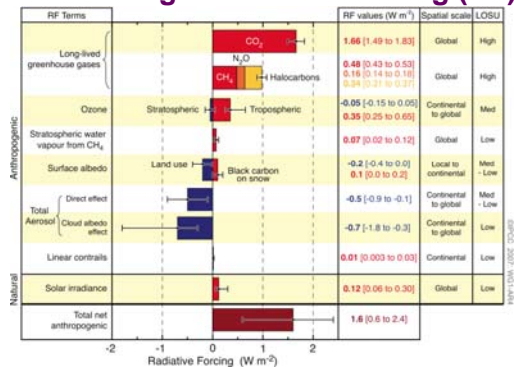 RF Terms
RF values (W m⁻²)
Spatial scale
LOSU
Anthropogenic
Natural
Long-lived
greenhouse gases
CO₂
N₂O
CH₄
Halocarbons
1.66 [1.49 to 1.83]
Global
High
0.48 [0.43 to 0.53]
0.16 [0.14 to 0.18]
0.34 [0.31 to 0.37]
Global
High
Ozone
Stratospheric
Tropospheric
-0.05 [-0.15 to 0.05]
0.35 [0.25 to 0.65]
Continental
to global
Med
Stratospheric water
vapour from CH₄
0.07 [0.02 to 0.12]
Global
Low
Surface albedo
Land use
Black carbon
on snow
-0.2 [-0.4 to 0.0]
0.1 [0.0 to 0.2]
Local to
continental
Med
- Low
Total
Aerosol
Direct effect
-0.5 [-0.9 to -0.1]
Continental
to global
Med
- Low
Cloud albedo
effect
-0.7 [-1.8 to -0.3]
Continental
to global
Low
Linear contrails
0.01 [0.003 to 0.03]
Continental
Low
Solar irradiance
0.12 [0.06 to 0.30]
Global
Low
Total net
anthropogenic
1.6 [0.6 to 2.4]
-2 -1 0 1 2
Radiative Forcing (W m⁻²)
©IPCC 2007: WG1-AR4